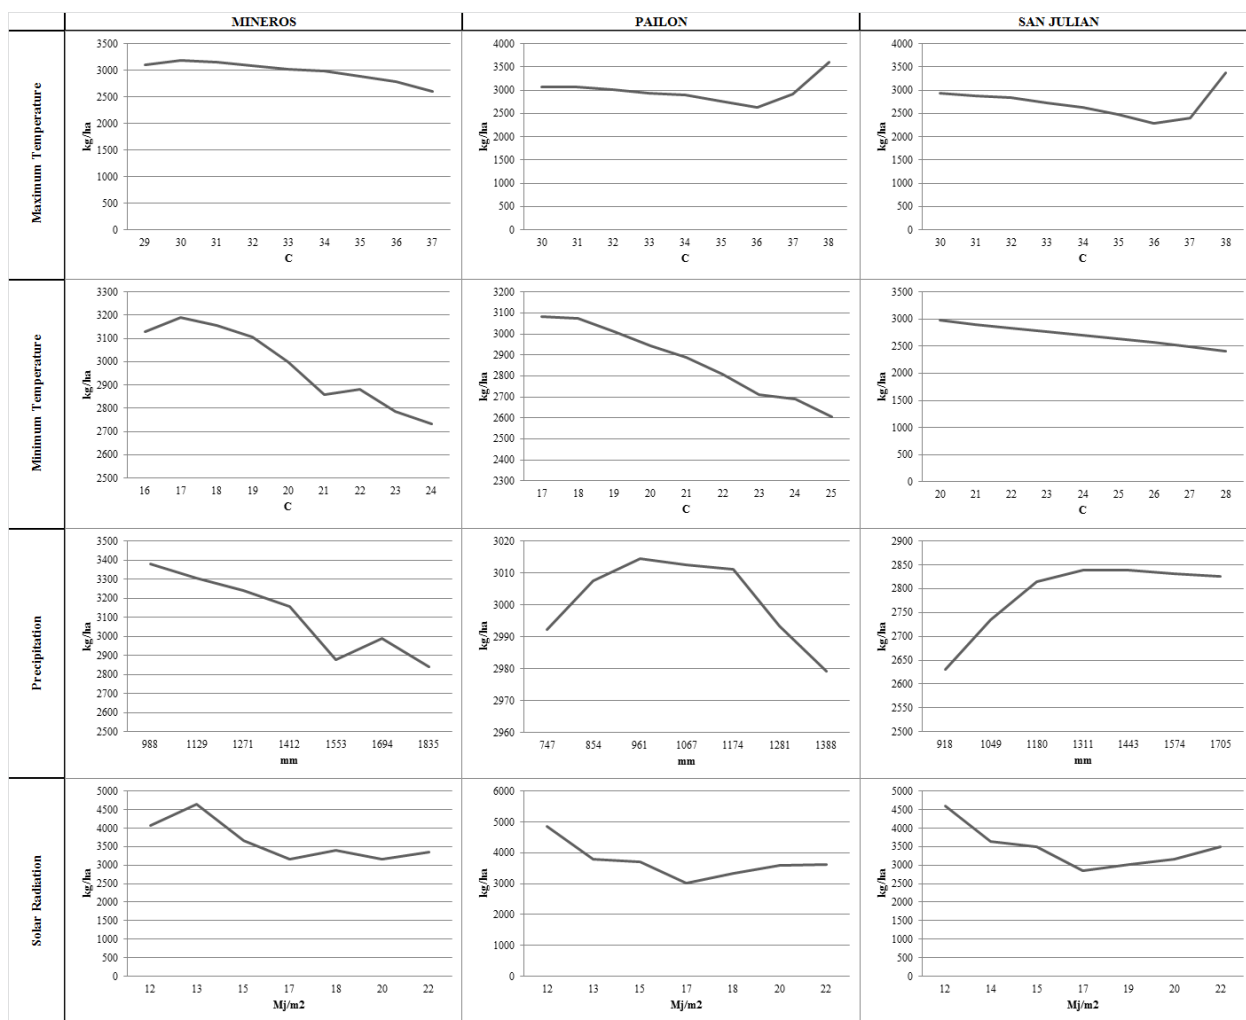 MINEROS PAILON SAN JULIAN
Maximum Temperature
3500
3000
2500
2000
1500
1000
500
0
kg/ha
29 30 31 32 33 34 35 36 37
C
4000
3500
3000
2500
2000
1500
1000
500
0
kg/ha
30 31 32 33 34 35 36 37 38
C
4000
3500
3000
2500
2000
1500
1000
500
0
kg/ha
30 31 32 33 34 35 36 37 38
C
Minimum Temperature
3300
3200
3100
3000
2900
2800
2700
2600
2500
kg/ha
16 17 18 19 20 21 22 23 24
C
3200
3100
3000
2900
2800
2700
2600
2500
2400
2300
kg/ha
17 18 19 20 21 22 23 24 25
C
3500
3000
2500
2000
1500
1000
500
0
kg/ha
20 21 22 23 24 25 26 27 28
C
Precipitation
3500
3400
3300
3200
3100
3000
2900
2800
2700
2600
2500
kg/ha
988 1129 1271 1412 1553 1694 1835
mm
3020
3010
3000
2990
2980
2970
2960
kg/ha
747 854 961 1067 1174 1281 1388
mm
2900
2850
2800
2750
2700
2650
2600
2550
2500
kg/ha
918 1049 1180 1311 1443 1574 1705
mm
Solar Radiation
5000
4500
4000
3500
3000
2500
2000
1500
1000
500
0
kg/ha
12 13 15 17 18 20 22
Mj/m2
6000
5000
4000
3000
2000
1000
0
kg/ha
12 13 15 17 18 20 22
Mj/m2
5000
4500
4000
3500
3000
2500
2000
1500
1000
500
0
kg/ha
12 14 15 17 19 20 22
Mj/m2